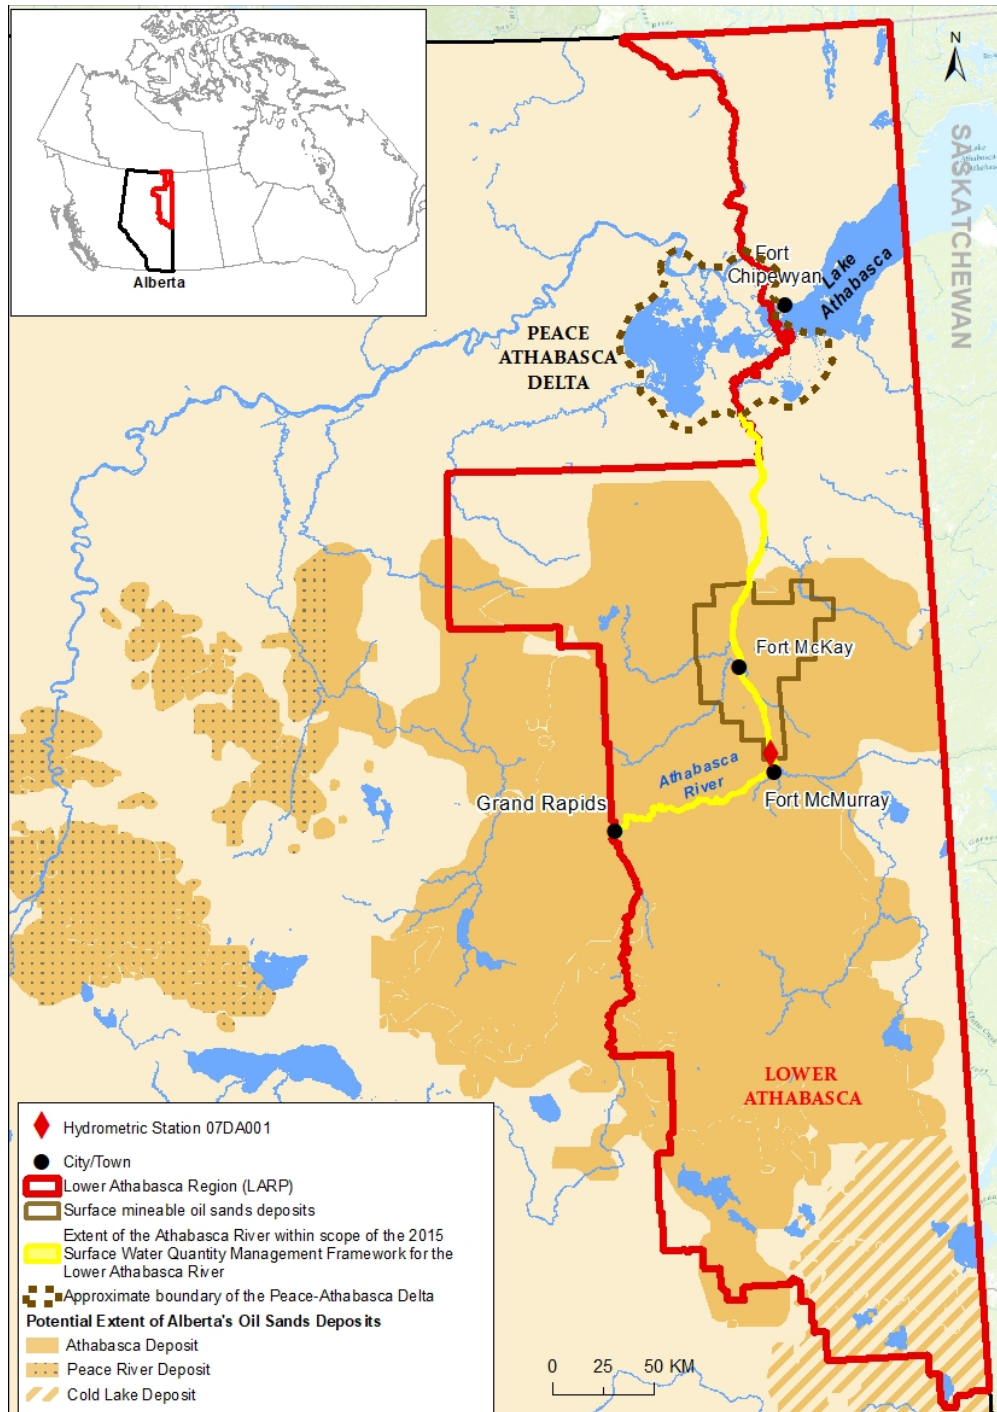 Alberta
N
SASKATCHEWAN
Lake
Fort
Chipewyan
Lake
Athabasca
PEACE
ATHABASCA
DELTA
Fort McKay
Athabasca
River
Grand Rapids
Fort McMurray
LOWER
ATHABASCA
Hydrometric Station 07DA001
City/Town
Lower Athabasca Region (LARP)
Surface mineable oil sands deposits
Extent of the Athabasca River within scope of the 2015
Surface Water Quantity Management Framework for the
Lower Athabasca River
Approximate boundary of the Peace-Athabasca Delta
Potential Extent of Alberta's Oil Sands Deposits
Athabasca Deposit
Peace River Deposit
Cold Lake Deposit
0 25 50 KM